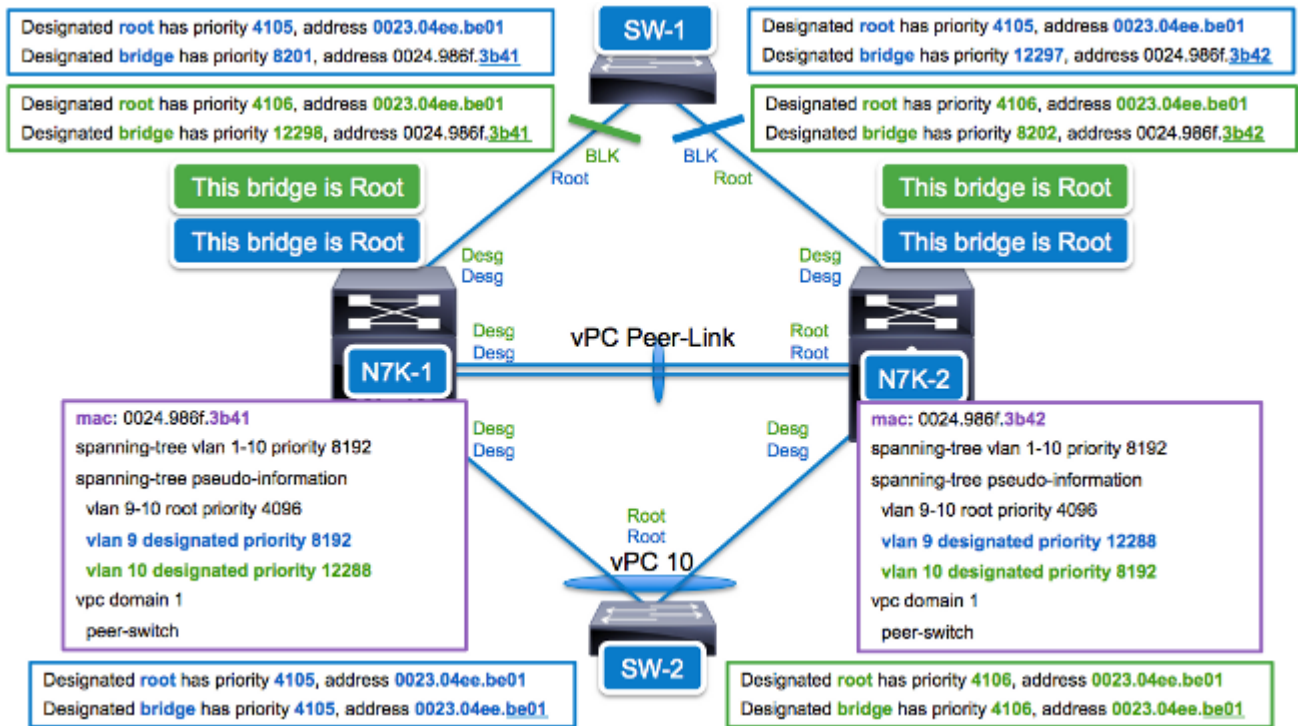 Designated root has priority 4105, address 0023.04ee.be01
Designated bridge has priority 8201, address 0024.986f.3b41
SW-1
Designated root has priority 4105, address 0023.04ee.be01
Designated bridge has priority 12297, address 0024.986f.3b42
Designated root has priority 4106, address 0023.04ee.be01
Designated bridge has priority 12298, address 0024.986f.3b41
Designated root has priority 4106, address 0023.04ee.be01
Designated bridge has priority 8202, address 0024.986f.3b42
BLK
Root
BLK
Root
This bridge is Root
This bridge is Root
This bridge is Root
This bridge is Root
Desg
Desg
Desg
Desg
Desg
Desg
vPC Peer-Link
Root
Root
N7K-1
N7K-2
mac: 0024.986f.3b41
spanning-tree vlan 1-10 priority 8192
spanning-tree pseudo-information
vlan 9-10 root priority 4096
vlan 9 designated priority 8192
vlan 10 designated priority 12288
vpc domain 1
peer-switch
Desg
Desg
Desg
Desg
mac: 0024.986f.3b42
spanning-tree vlan 1-10 priority 8192
spanning-tree pseudo-information
vlan 9-10 root priority 4096
vlan 9 designated priority 12288
vlan 10 designated priority 8192
vpc domain 1
peer-switch
Root
Root
vPC 10
SW-2
Designated root has priority 4105, address 0023.04ee.be01
Designated bridge has priority 4105, address 0023.04ee.be01
Designated root has priority 4106, address 0023.04ee.be01
Designated bridge has priority 4106, address 0023.04ee.be01